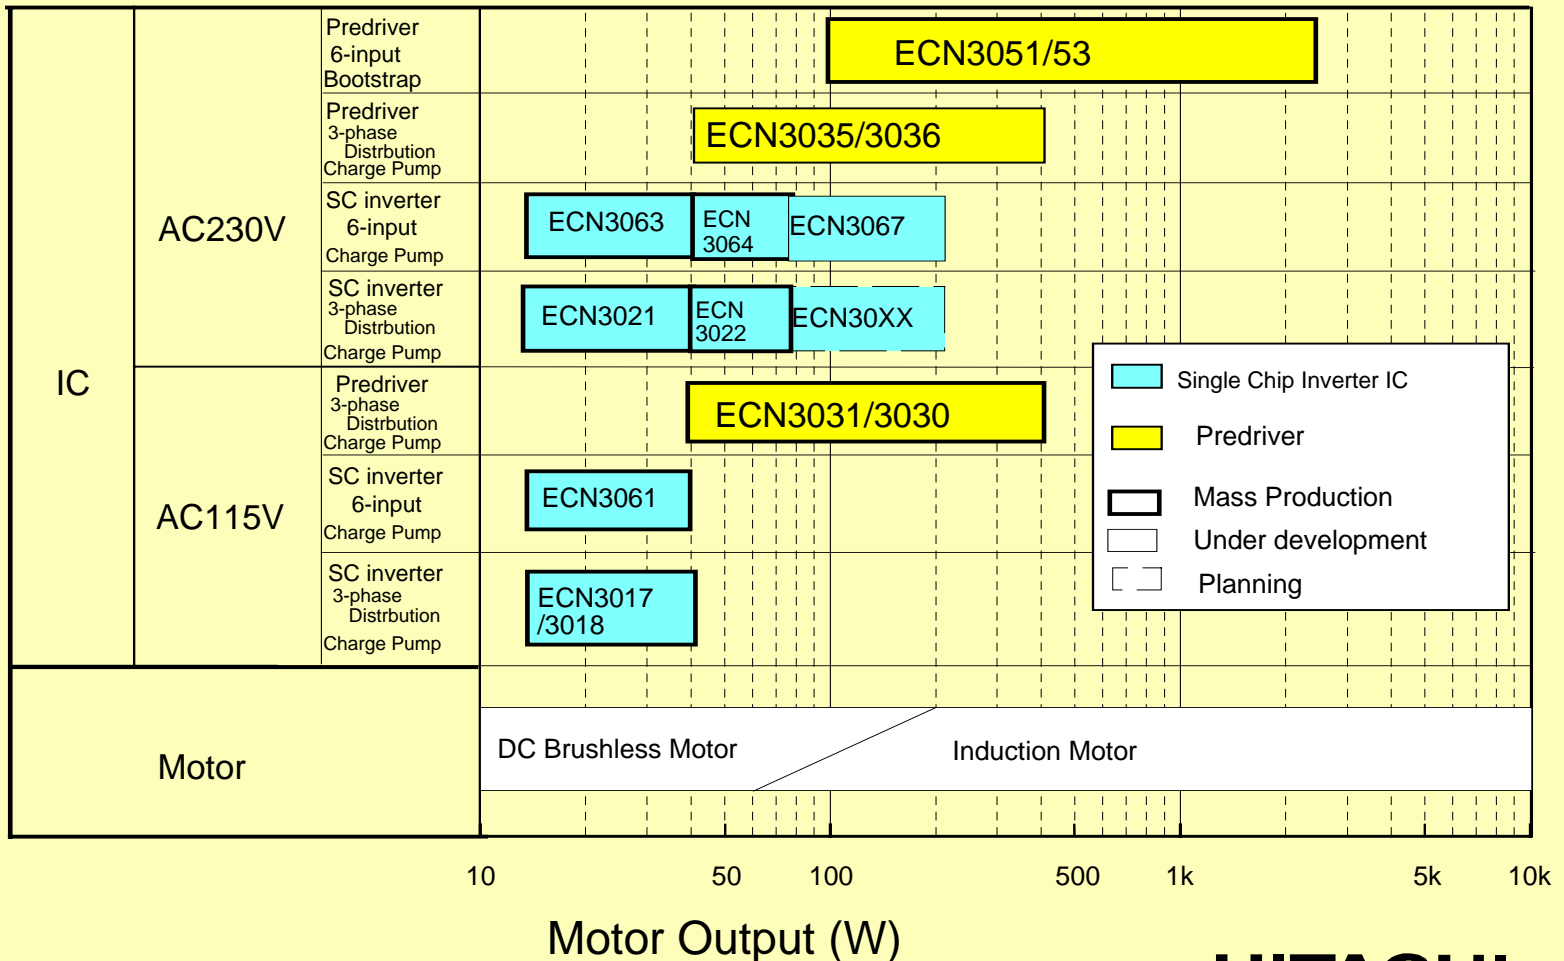 Predriver
6-input
Bootstrap
ECN3051/53
Predriver
3-phase
Distrbution
Charge Pump
ECN3035/3036
AC230V
SC inverter
6-input
Charge Pump
ECN3063
ECN
3064
ECN3067
SC inverter
3-phase
Distrbution
Charge Pump
ECN3021
ECN
3022
ECN30XX
IC
Predriver
3-phase
Distrbution
Charge Pump
ECN3031/3030
AC115V
SC inverter
6-input
Charge Pump
ECN3061
SC inverter
3-phase
Distrbution
Charge Pump
ECN3017
/3018
Single Chip Inverter IC
Predriver
Mass Production
Under development
Planning
Motor
DC Brushless Motor
Induction Motor
10 50 100 500 1k 5k 10k
Motor Output (W)
HITACHI